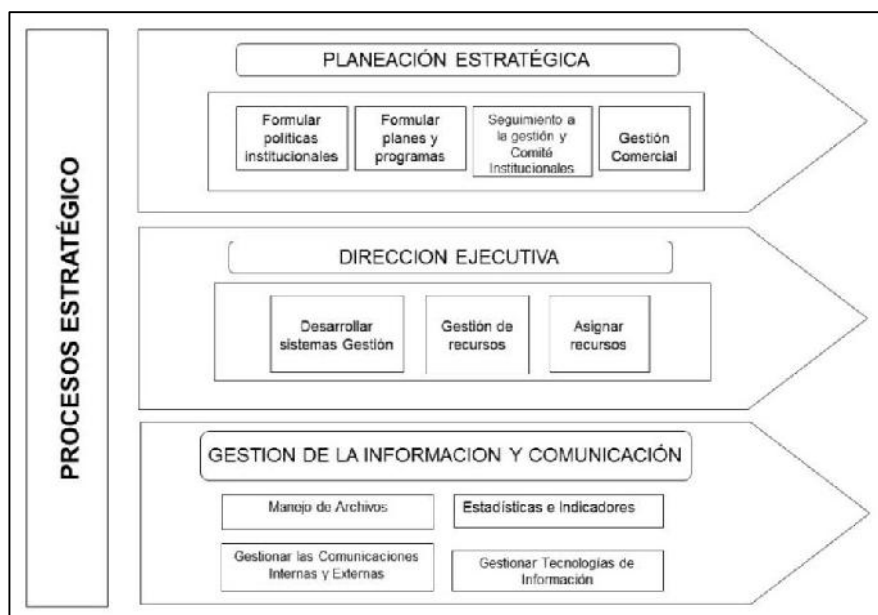 PROCESOS ESTRATÉGICO
PLANEACIÓN ESTRATÉGICA
Formular
políticas
institucionales
Formular
planes y
programas
Seguimiento a
la gestión y
Comité
Institucionales
Gestión
Comercial
DIRECCION EJECUTIVA
Desarrollar
sistemas Gestión
Gestión de
recursos
Asignar
recursos
GESTION DE LA INFORMACION Y COMUNICACIÓN
Manejo de Archivos
Estadísticas e Indicadores
Gestionar las Comunicaciones
Internas y Externas
Gestionar Tecnologías de
Información